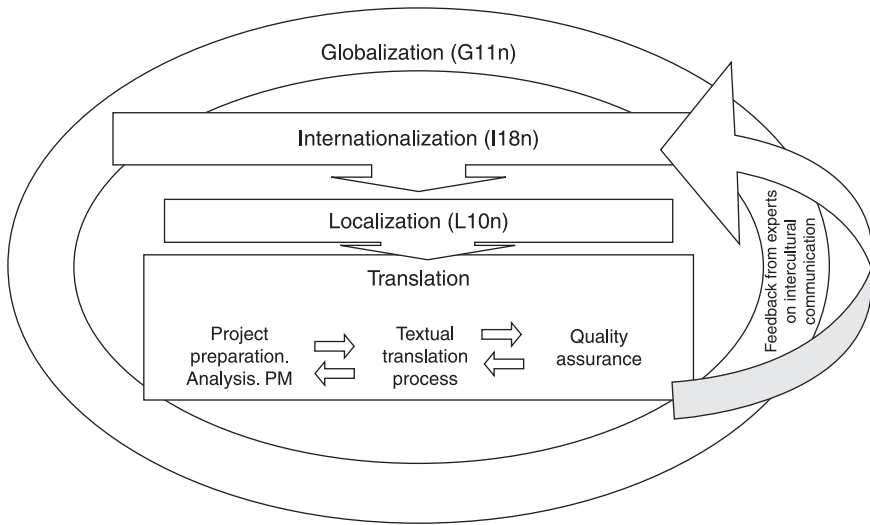 Globalization (G11n)
Internationalization (I18n)
Localization (L10n)
Translation
Project
preparation.
Analysis. PM
Textual
translation
process
Quality
assurance
Feedback from experts
on intercultural
communication